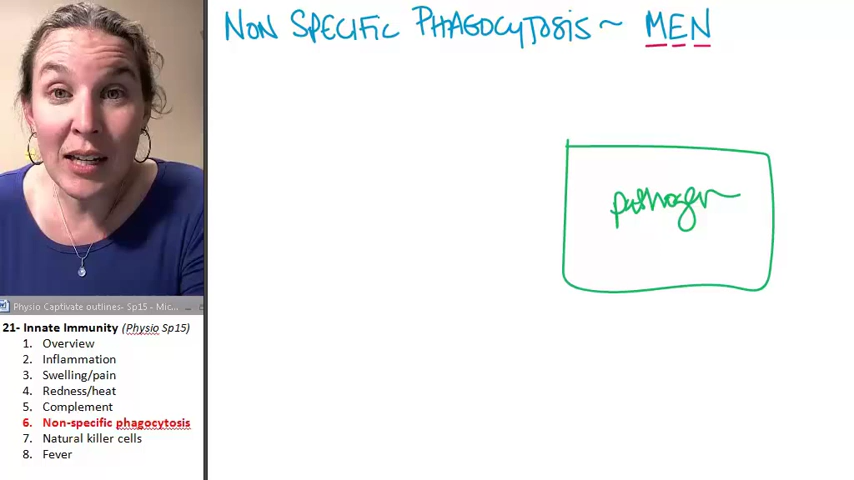 NON SPECIFIC PHAGOCYTOSIS ~ MEN
pathogen
Physio Captivate outlines- Sp15 - Mic...
21- Innate Immunity (Physio Sp15)
1. Overview
2. Inflammation
3. Swelling/pain
4. Redness/heat
5. Complement
6. Non-specific phagocytosis
7. Natural killer cells
8. Fever